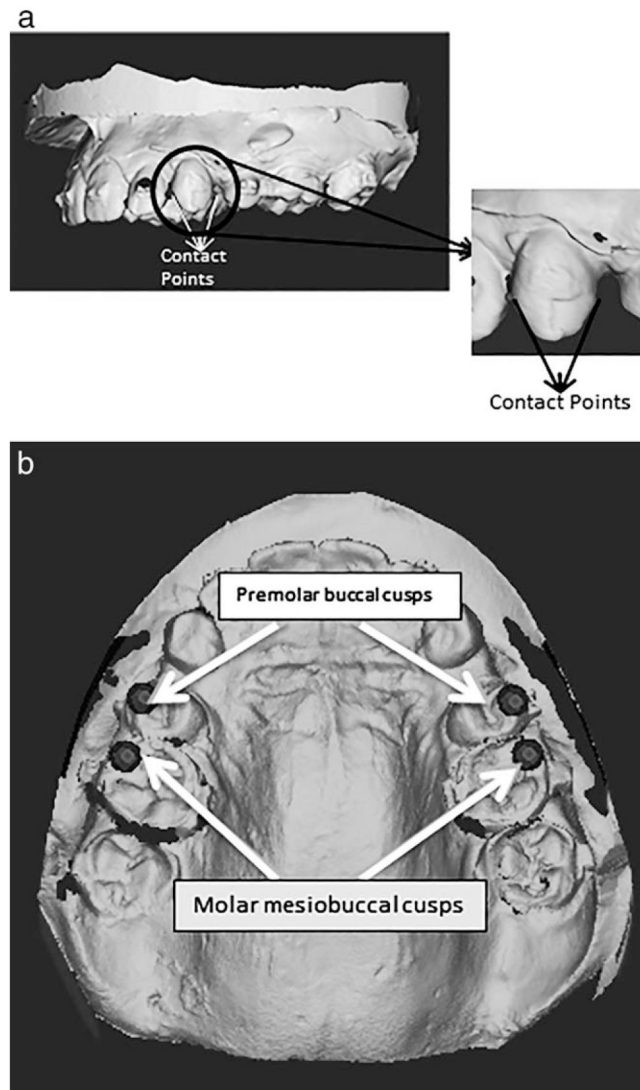 a
Contact
Points
Contact Points
b
Premolar buccal cusps
Molar mesiobuccal cusps